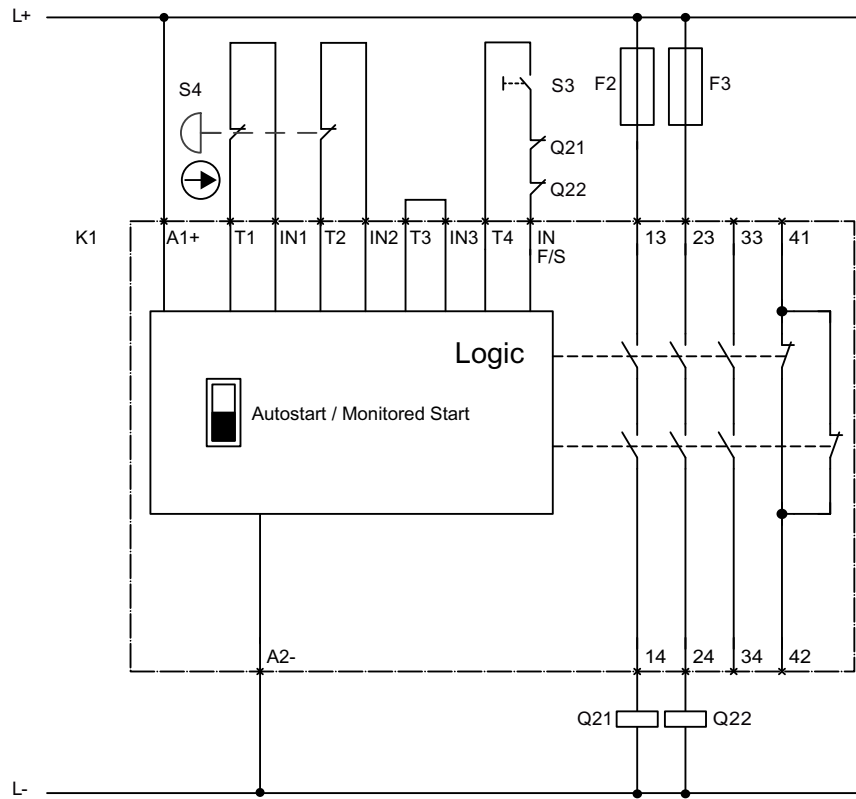 L+
S4
S3
F2
F3
Q21
Q22
K1
A1+
T1
IN1
T2
IN2
T3
IN3
T4
IN
F/S
13
23
33
41
Logic
Autostart / Monitored Start
A2-
14
24
34
42
Q21
Q22
L-